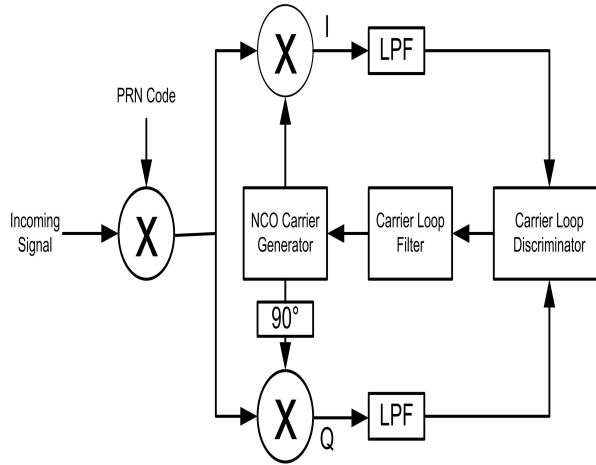 I
LPF
X
PRN Code
Incoming
Signal
X
NCO Carrier
Generator
Carrier Loop
Filter
Carrier Loop
Discriminator
90°
X
Q
LPF